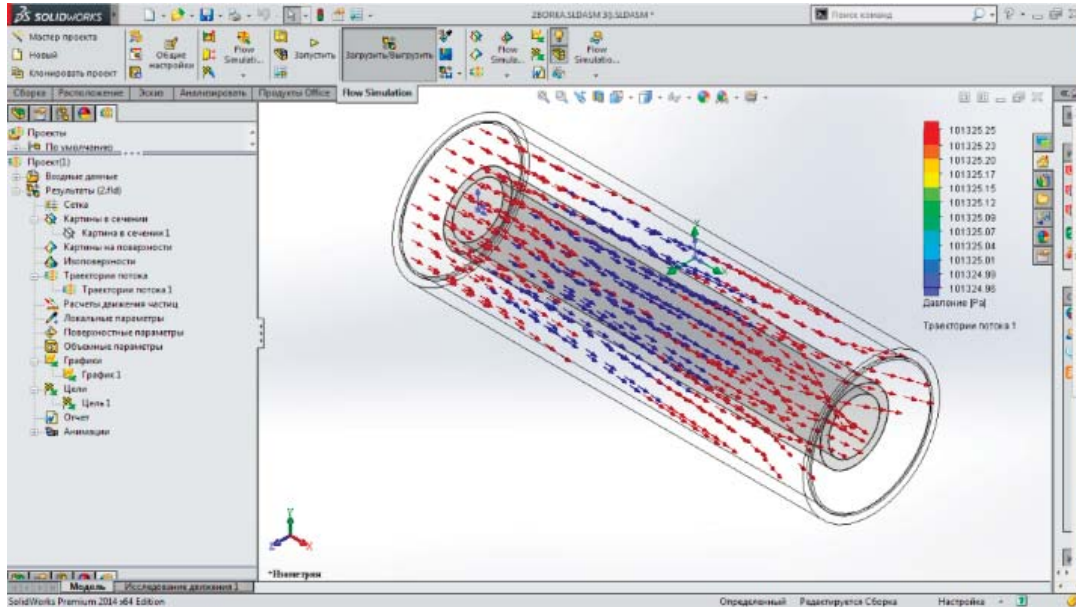 SOLIDWORKS
ZBORKA.SLDASM 3).SLDASM *
Поиск команд
Мастер проекта
Новый
Клонировать проект
Общие настройки
Flow Simulati...
Запустить
Загрузить/Выгрузить
Flow Simula...
Flow Simulatio...
Сборка
Расположение
Эскиз
Анализировать
Продукты Office
Flow Simulation
Проекты
По умолчанию
Проект(1)
Входные данные
Результаты (2.fld)
Сетка
Картины в сечении
Картина в сечении 1
Картины на поверхности
Изоповерхности
Траектории потока
Траектории потока 1
Расчеты движения частиц
Локальные параметры
Поверхностные параметры
Объемные параметры
Графики
График 1
Цели
Цель 1
Отчет
Анимации
101325.25
101325.23
101325.20
101325.17
101325.15
101325.12
101325.09
101325.07
101325.04
101325.01
101324.99
101324.96
Давление [Pa]
Траектории потока 1
Y
Y
X
*Изометрия
Модель
Исследование движения 1
SolidWorks Premium 2014 x64 Edition
Определенный
Редактируется Сборка
Настройка